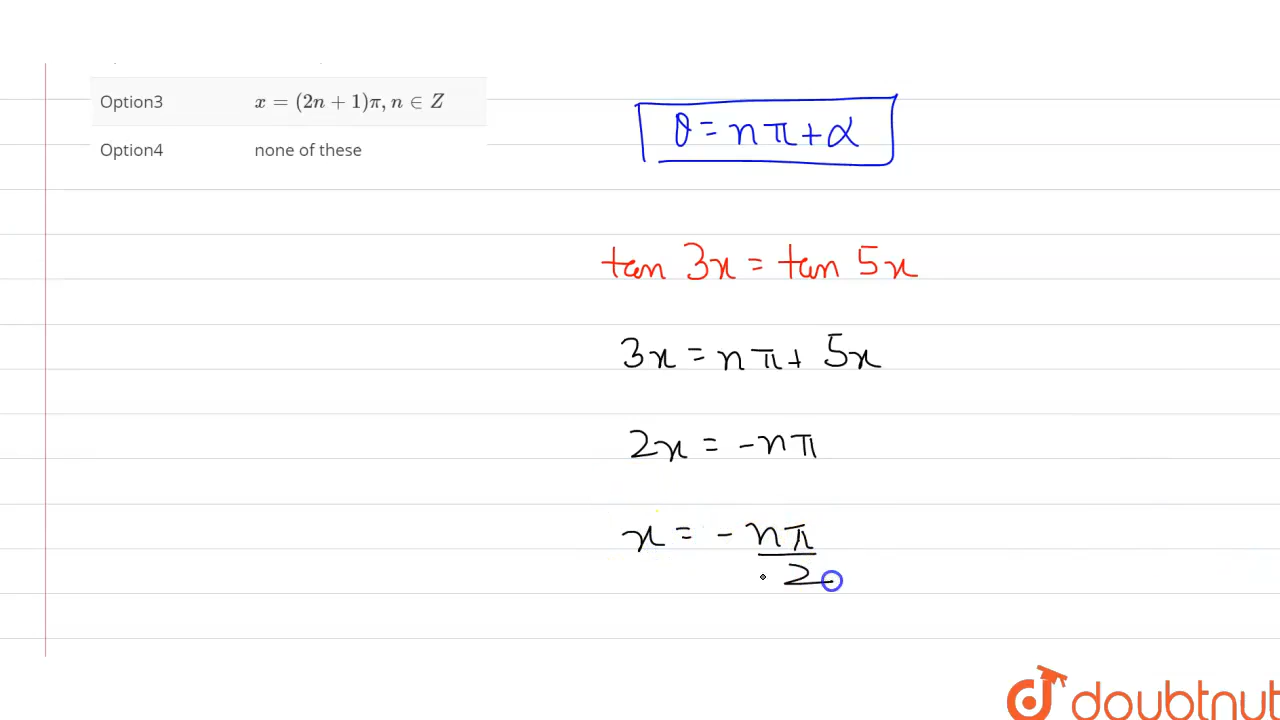 Option3 x = (2n + 1)π, n ∈ Z
Option4 none of these
θ = nπ + α
tan 3x = tan 5x
3x = nπ + 5x
2x = -nπ
x = - nπ
2
doubtnut